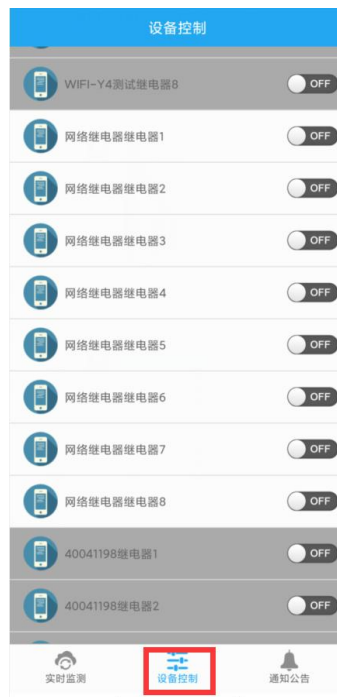 设备控制
WIFI-Y4测试继电器8
OFF
网络继电器继电器1
OFF
网络继电器继电器2
OFF
网络继电器继电器3
OFF
网络继电器继电器4
OFF
网络继电器继电器5
OFF
网络继电器继电器6
OFF
网络继电器继电器7
OFF
网络继电器继电器8
OFF
40041198继电器1
OFF
40041198继电器2
OFF
实时监测
设备控制
通知公告